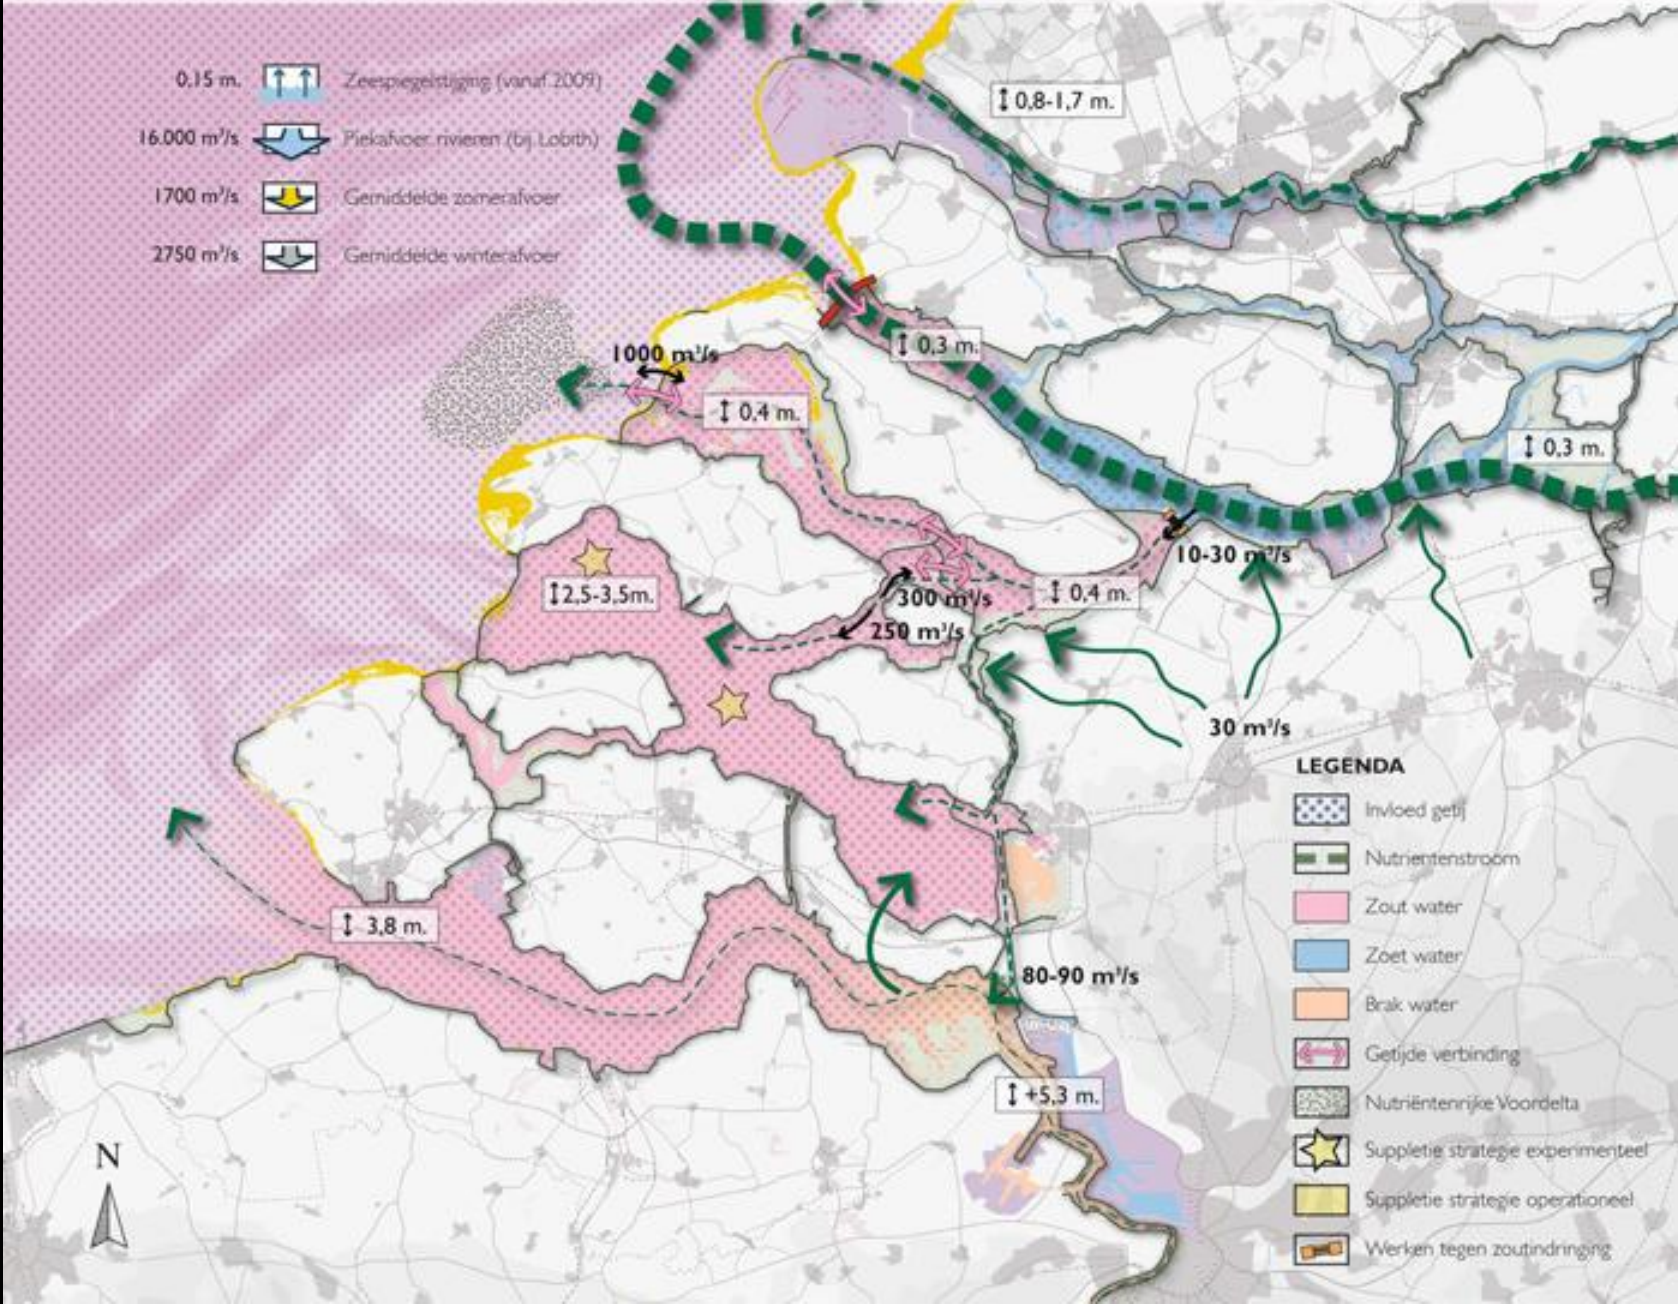 0.15 m. Zeespiegelstijging (vanaf 2009)
16.000 m³/s Piekafvoer rivieren (bij Lobith)
1700 m³/s Gemiddelde zomerafvoer
2750 m³/s Gemiddelde winterafvoer
↕ 0,8-1,7 m.
↕ 0,3 m.
1000 m³/s
↕ 0,4 m.
↕ 0,3 m.
10-30 m³/s
↕ 2,5-3,5m.
300 m³/s
↕ 0,4 m.
250 m³/s
30 m³/s
↕ 3,8 m.
80-90 m³/s
↕ +5,3 m.
N
LEGENDA
Invloed getij
Nutrientenstroom
Zout water
Zoet water
Brak water
Getijde verbinding
Nutriëntenrijke Voordelta
Suppletie strategie experimenteel
Suppletie strategie operationeel
Werken tegen zoutindringing